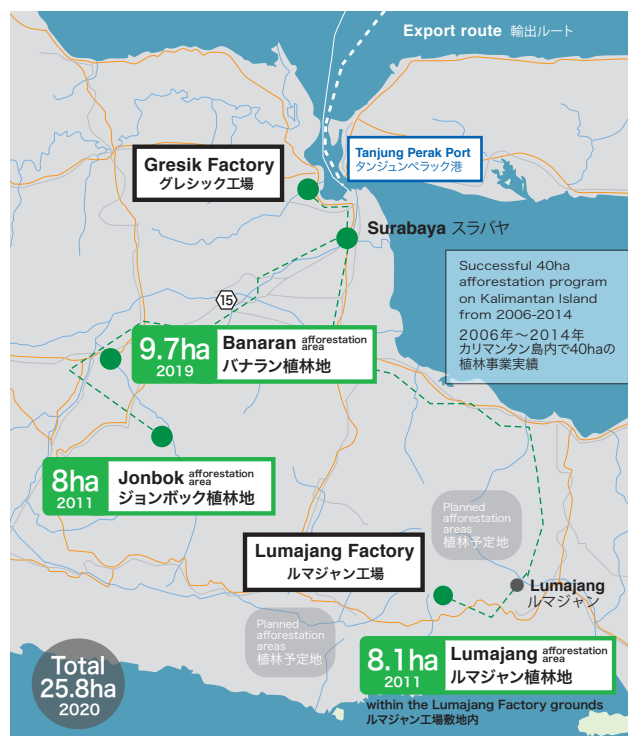 Export route 輸出ルート
Gresik Factory
グレシック工場
Tanjung Perak Port
タンジュンペラック港
Surabaya スラバヤ
Successful 40ha
afforestation program
on Kalimantan Island
from 2006-2014
2006年〜2014年
カリマンタン島内で40haの
植林事業実績
15
9.7ha
2019
Banaran afforestation area
バナラン植林地
8ha
2011
Jonbok afforestation area
ジョンボック植林地
Planned
afforestation
areas
植林予定地
Lumajang Factory
ルマジャン工場
Lumajang
ルマジャン
Planned
afforestation
areas
植林予定地
8.1ha
2011
Lumajang afforestation area
ルマジャン植林地
within the Lumajang Factory grounds
ルマジャン工場敷地内
Total
25.8ha
2020